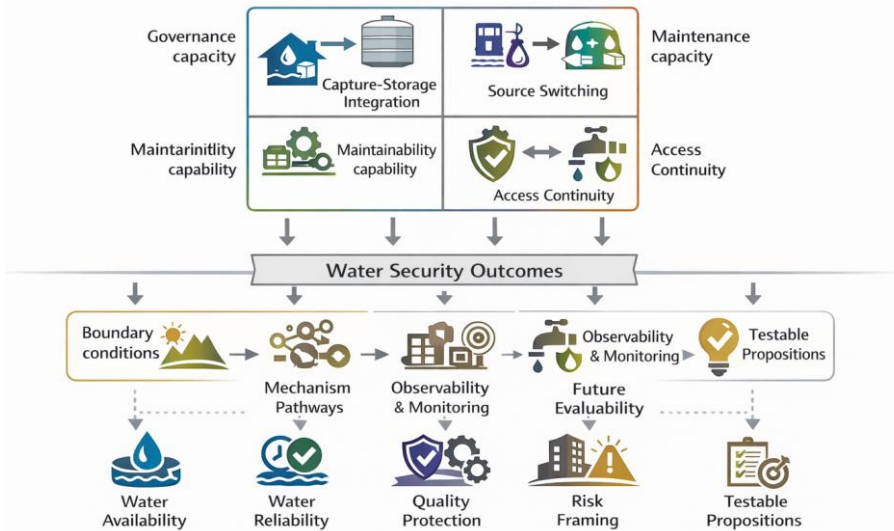 Governance
capacity
Capture-Storage
Integration
Source Switching
Maintenance
capacity
Maintarinitlity
capability
Maintainability
capability
Access Continuity
Access
Continuity
Water Security Outcomes
Boundary
conditions
Mechanism
Pathways
Observability
& Monitoring
Observability
& Monitoring
Future
Evaluability
Testable
Propositions
Water
Availability
Water
Reliability
Quality
Protection
Risk
Framing
Testable
Propositions